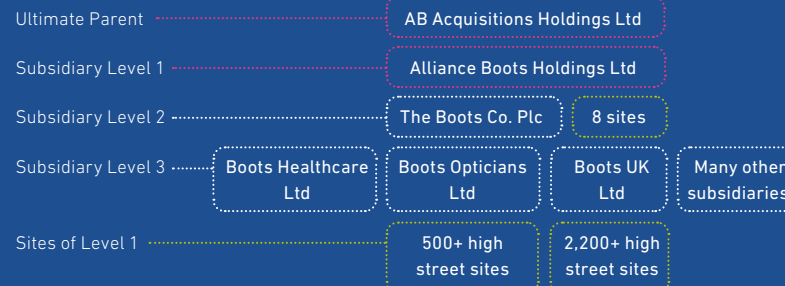 Ultimate Parent AB Acquisitions Holdings Ltd
Subsidiary Level 1 Alliance Boots Holdings Ltd
Subsidiary Level 2 The Boots Co. Plc 8 sites
Subsidiary Level 3 Boots Healthcare Ltd Boots Opticians Ltd Boots UK Ltd Many other subsidiaries
Sites of Level 1 500+ high street sites 2,200+ high street sites